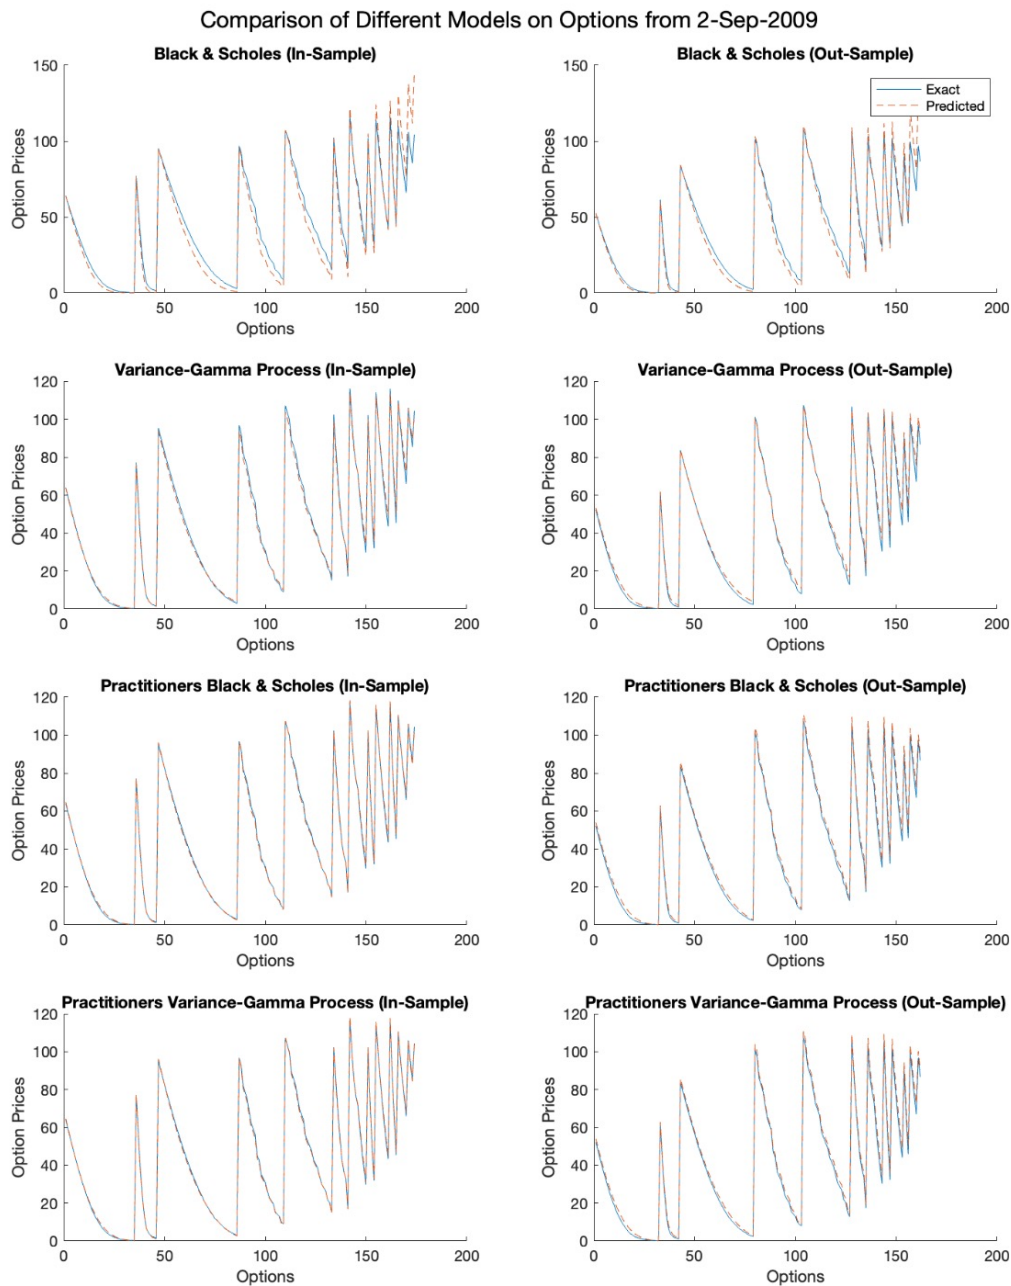 Comparison of Different Models on Options from 2-Sep-2009
Black & Scholes (In-Sample)
150
100
50
0
Option Prices
0 50 100 150 200
Options
Black & Scholes (Out-Sample)
Exact
Predicted
150
100
50
0
Option Prices
0 50 100 150 200
Options
Variance-Gamma Process (In-Sample)
120
100
80
60
40
20
0
Option Prices
0 50 100 150 200
Options
Variance-Gamma Process (Out-Sample)
120
100
80
60
40
20
0
Option Prices
0 50 100 150 200
Options
Practitioners Black & Scholes (In-Sample)
120
100
80
60
40
20
0
Option Prices
0 50 100 150 200
Options
Practitioners Black & Scholes (Out-Sample)
120
100
80
60
40
20
0
Option Prices
0 50 100 150 200
Options
Practitioners Variance-Gamma Process (In-Sample)
120
100
80
60
40
20
0
Option Prices
0 50 100 150 200
Options
Practitioners Variance-Gamma Process (Out-Sample)
120
100
80
60
40
20
0
Option Prices
0 50 100 150 200
Options